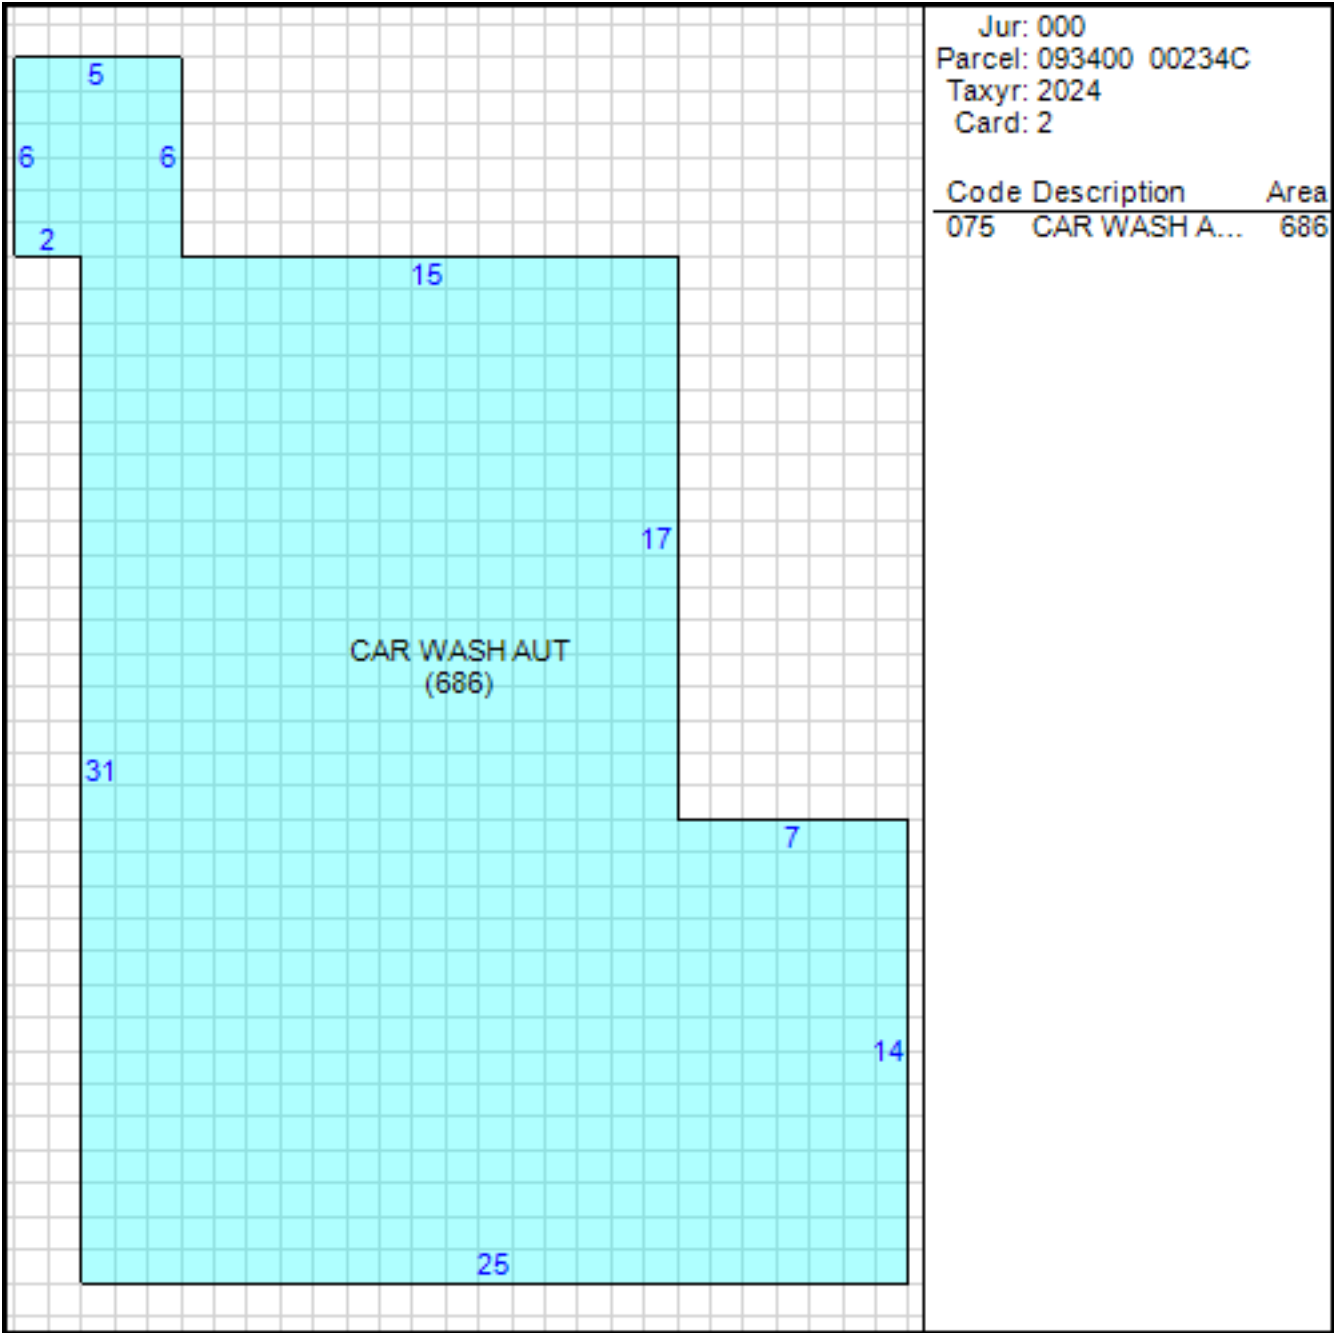 Jur: 000
Parcel: 093400 00234C
Taxyr: 2024
Card: 2
Code Description Area
075 CAR WASH A... 686
5
6 6
2
15
17
CAR WASH AUT
(686)
31
7
14
25